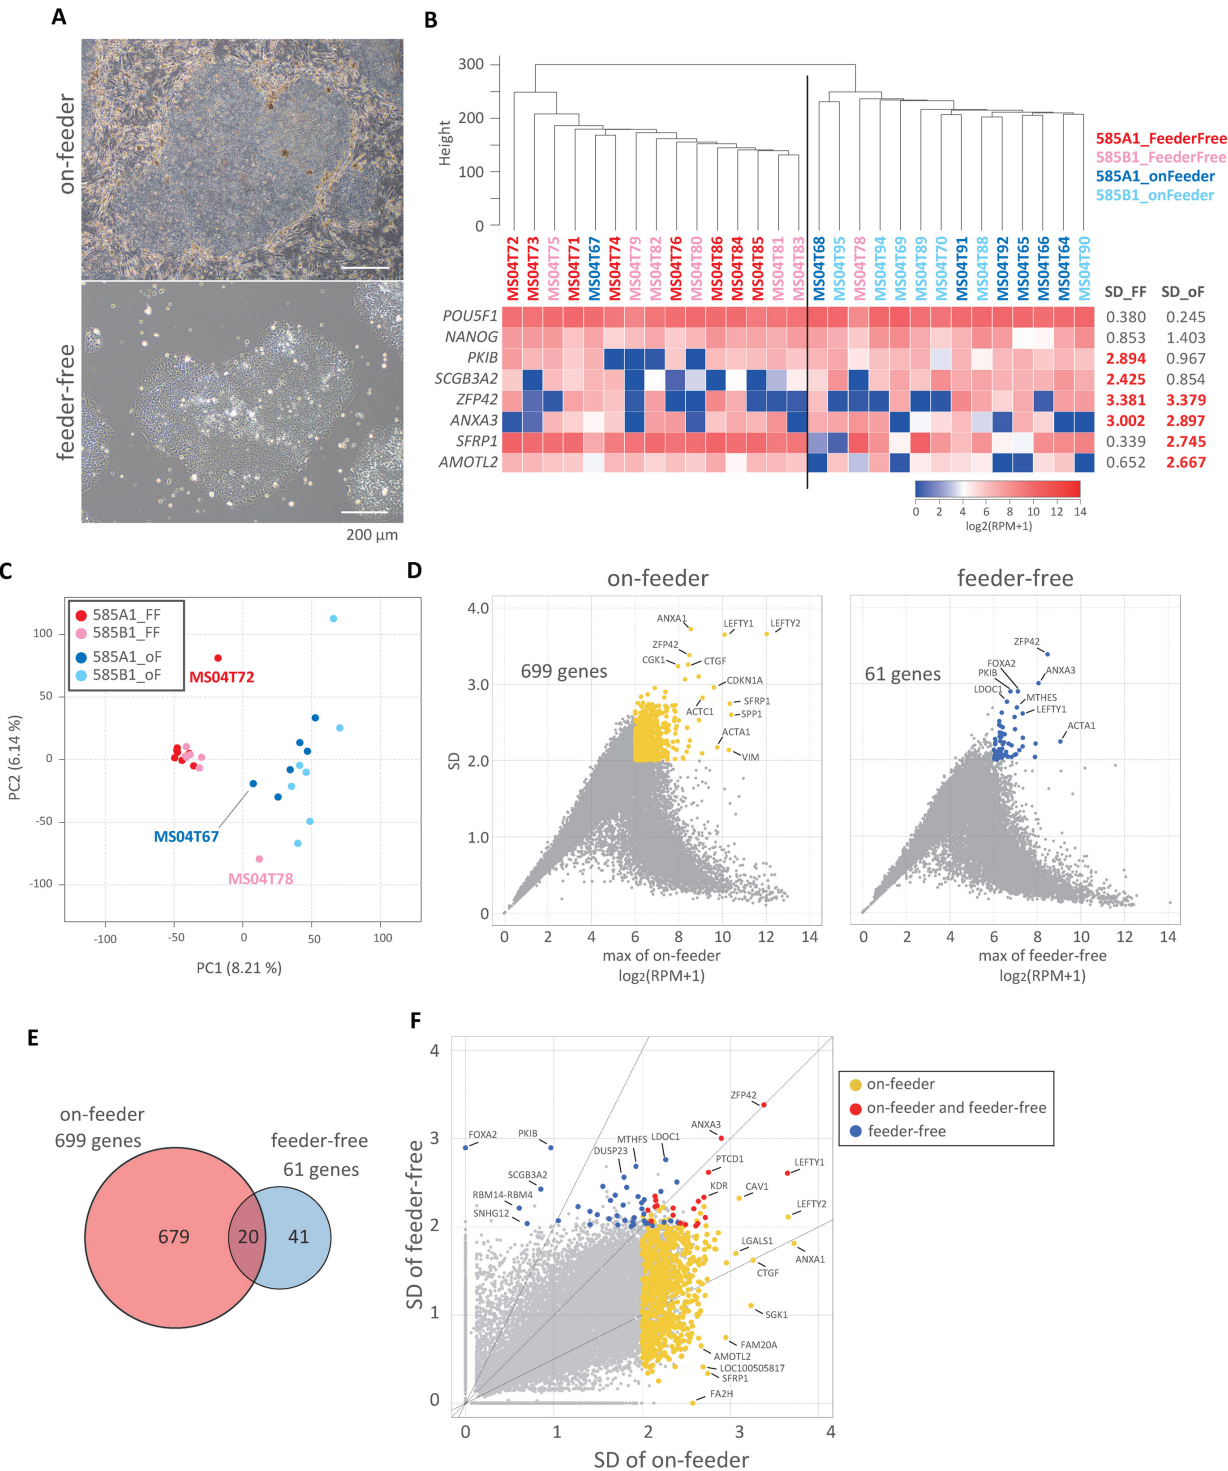 A
on-feeder
feeder-free
200 µm
B
Height
300
200
100
0
585A1_FeederFree
585B1_FeederFree
585A1_onFeeder
585B1_onFeeder
MS04T72
MS04T73
MS04T75
MS04T71
MS04T67
MS04T74
MS04T79
MS04T82
MS04T76
MS04T80
MS04T86
MS04T84
MS04T85
MS04T81
MS04T83
MS04T68
MS04T95
MS04T78
MS04T94
MS04T69
MS04T89
MS04T70
MS04T91
MS04T88
MS04T92
MS04T65
MS04T66
MS04T64
MS04T90
SD_FF SD_oF
POU5F1 0.380 0.245
NANOG 0.853 1.403
PKIB 2.894 0.967
SCGB3A2 2.425 0.854
ZFP42 3.381 3.379
ANXA3 3.002 2.897
SFRP1 0.339 2.745
AMOTL2 0.652 2.667
0 2 4 6 8 10 12 14
log2(RPM+1)
C
585A1_FF
585B1_FF
585A1_oF
585B1_oF
MS04T72
MS04T67
MS04T78
100
50
0
-50
-100
PC2 (6.14 %)
-100 -50 0 50 100
PC1 (8.21 %)
D
on-feeder
699 genes
SD
4.0
3.0
2.0
1.0
0
ANXA1
LEFTY1
LEFTY2
ZFP42
CGK1
CTGF
CDKN1A
SFRP1
ACTC1
SPP1
ACTA1
VIM
0 2 4 6 8 10 12 14
max of on-feeder
log2(RPM+1)
feeder-free
61 genes
ZFP42
FOXA2
PKIB
ANXA3
LDOC1
MTHES
LEFTY1
ACTA1
0 2 4 6 8 10 12 14
max of feeder-free
log2(RPM+1)
E
on-feeder
699 genes
feeder-free
61 genes
679
20
41
F
SD of feeder-free
4
3
2
1
0
ZFP42
ANXA3
FOXA2
PKIB
MTHFS
LDOC1
DUSP23
PTCD1
LEFTY1
SCGB3A2
KDR
CAV1
RBM14-RBM4
LEFTY2
SNHG12
LGALS1
ANXA1
CTGF
SGK1
FAM20A
AMOTL2
LOC100505817
SFRP1
FA2H
0 1 2 3 4
SD of on-feeder
on-feeder
on-feeder and feeder-free
feeder-free